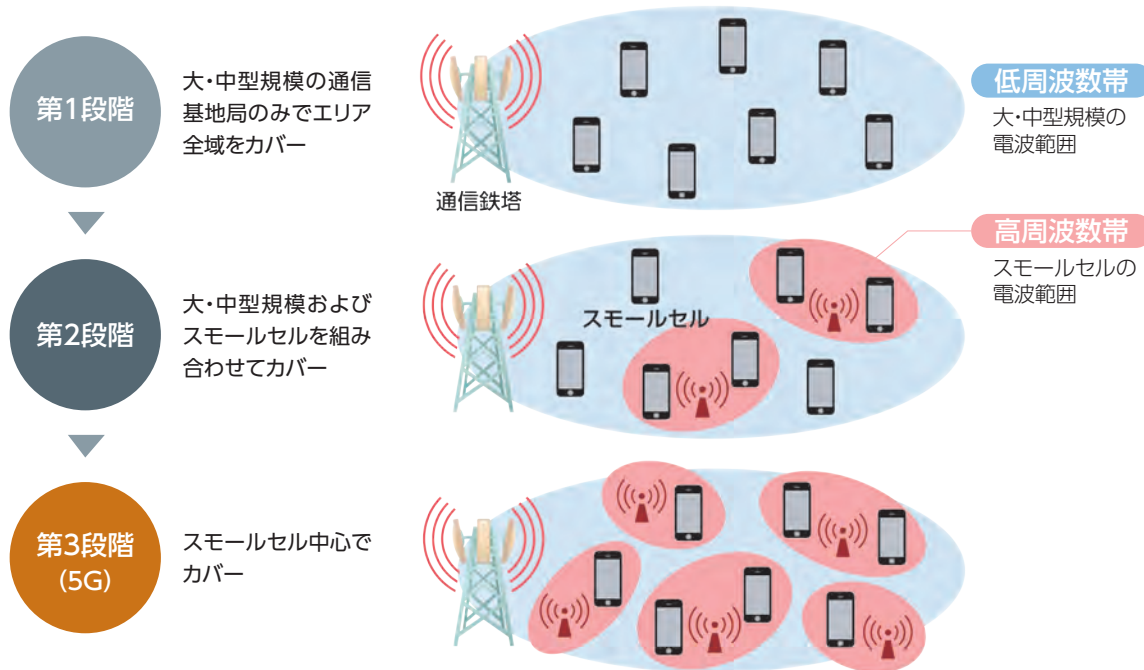 第1段階
大・中型規模の通信
基地局のみでエリア
全域をカバー
通信鉄塔
低周波数帯
大・中型規模の
電波範囲
第2段階
大・中型規模および
スモールセルを組み
合わせてカバー
スモールセル
高周波数帯
スモールセルの
電波範囲
第3段階
(5G)
スモールセル中心で
カバー